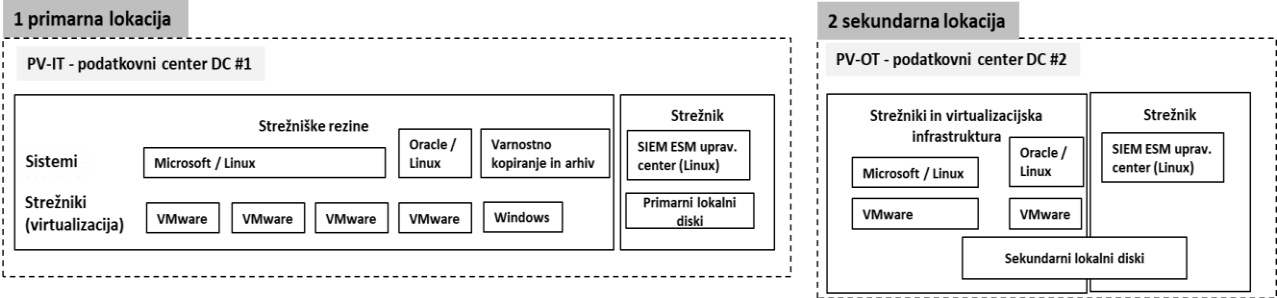 1 primarna lokacija
PV-IT - podatkovni center DC #1
Strežniške rezine
Sistemi
Microsoft / Linux
Oracle /
Linux
Varnostno
kopiranje in arhiv
Strežniki
(virtualizacija)
VMware
VMware
VMware
VMware
Windows
Strežnik
SIEM ESM uprav.
center (Linux)
Primarni lokalni
diski
2 sekundarna lokacija
PV-OT - podatkovni center DC #2
Strežniki in virtualizacijska
infrastruktura
Microsoft / Linux
Oracle /
Linux
VMware
VMware
Strežnik
SIEM ESM uprav.
center (Linux)
Sekundarni lokalni diski